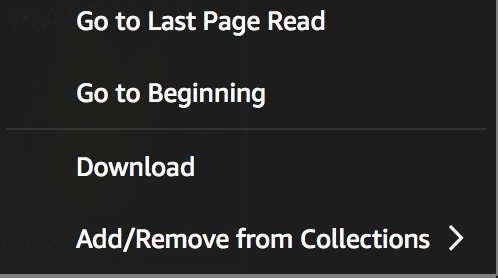 Go to Last Page Read
Go to Beginning
Download
Add/Remove from Collections